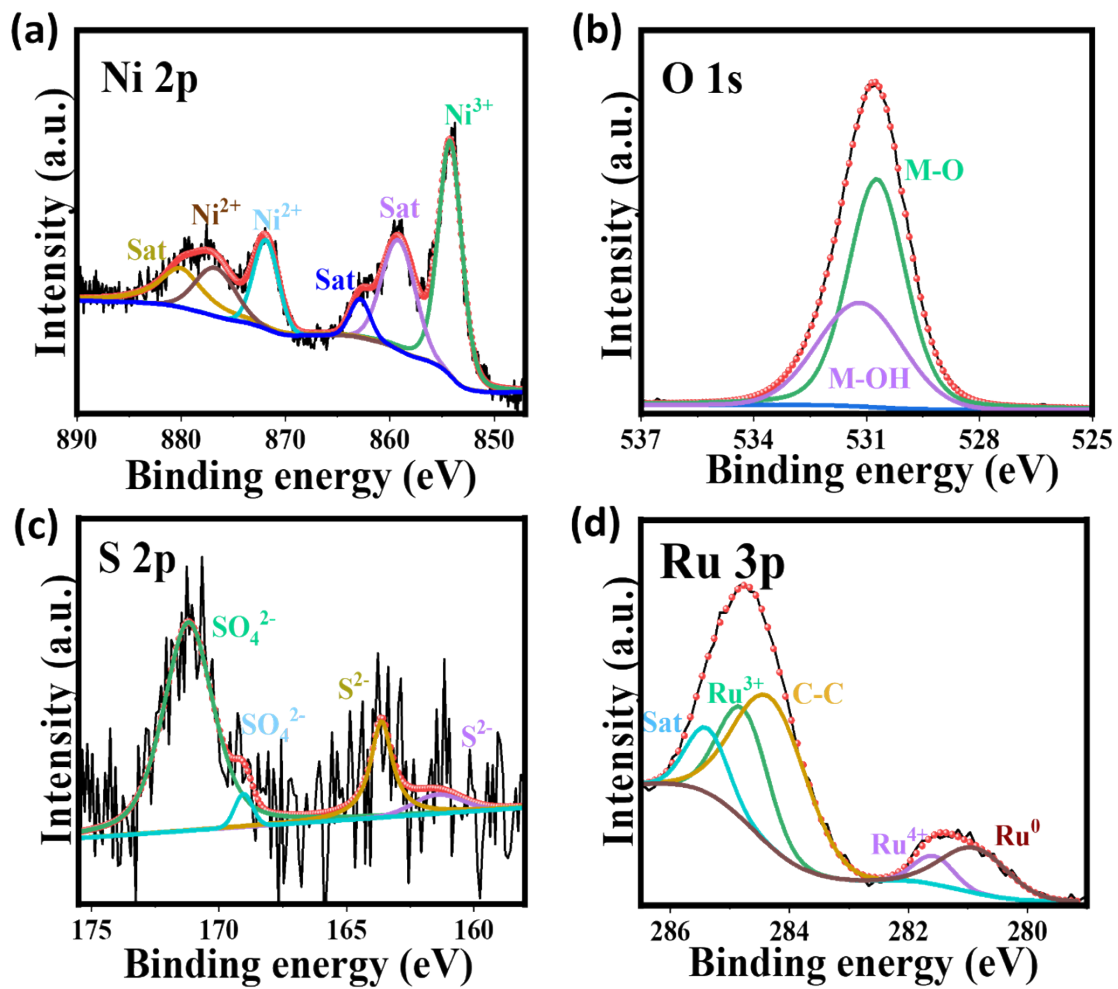 (a)
Ni 2p
Ni³⁺
Ni²⁺
Ni²⁺
Sat
Sat
Sat
Intensity (a.u.)
890 880 870 860 850
Binding energy (eV)
(b)
O 1s
M-O
M-OH
Intensity (a.u.)
537 534 531 528 525
Binding energy (eV)
(c)
S 2p
SO₄²⁻
SO₄²⁻
S²⁻
S²⁻
Intensity (a.u.)
175 170 165 160
Binding energy (eV)
(d)
Ru 3p
Ru³⁺
C-C
Sat
Ru⁴⁺
Ru⁰
Intensity (a.u.)
286 284 282 280
Binding energy (eV)